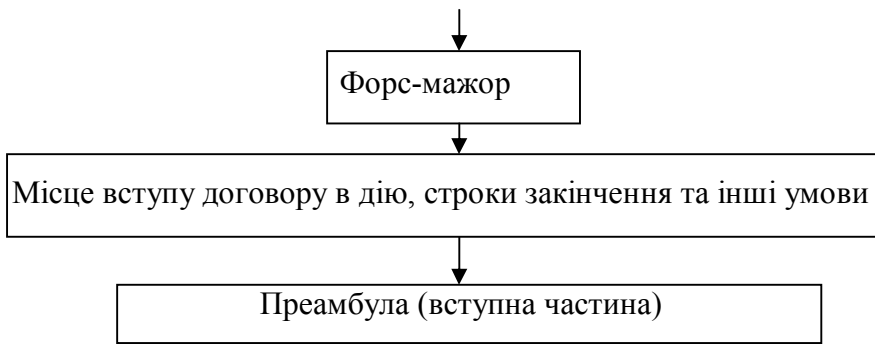 Форс-мажор
Місце вступу договору в дію, строки закінчення та інші умови
Преамбула (вступна частина)